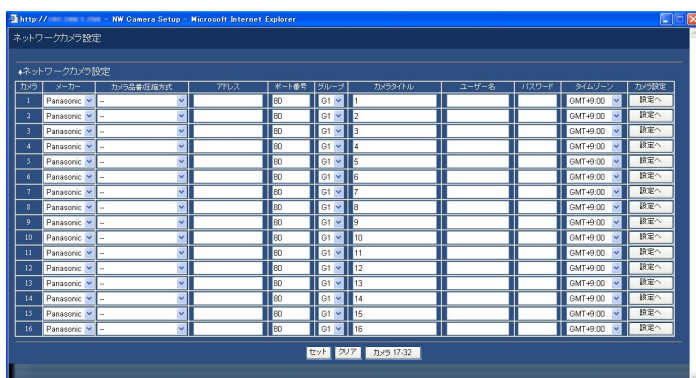 http:// - NW Camera Setup - Microsoft Internet Explorer
ネットワークカメラ設定
♦ネットワークカメラ設定
カメラ メーカー カメラ品番/圧縮方式 アドレス ポート番号 グループ カメラタイトル ユーザー名 パスワード タイムゾーン カメラ設定
1 Panasonic -- 80 G1 1 GMT+9:00 設定へ
2 Panasonic -- 80 G1 2 GMT+9:00 設定へ
3 Panasonic -- 80 G1 3 GMT+9:00 設定へ
4 Panasonic -- 80 G1 4 GMT+9:00 設定へ
5 Panasonic -- 80 G1 5 GMT+9:00 設定へ
6 Panasonic -- 80 G1 6 GMT+9:00 設定へ
7 Panasonic -- 80 G1 7 GMT+9:00 設定へ
8 Panasonic -- 80 G1 8 GMT+9:00 設定へ
9 Panasonic -- 80 G1 9 GMT+9:00 設定へ
10 Panasonic -- 80 G1 10 GMT+9:00 設定へ
11 Panasonic -- 80 G1 11 GMT+9:00 設定へ
12 Panasonic -- 80 G1 12 GMT+9:00 設定へ
13 Panasonic -- 80 G1 13 GMT+9:00 設定へ
14 Panasonic -- 80 G1 14 GMT+9:00 設定へ
15 Panasonic -- 80 G1 15 GMT+9:00 設定へ
16 Panasonic -- 80 G1 16 GMT+9:00 設定へ
セット クリア カメラ 17-32